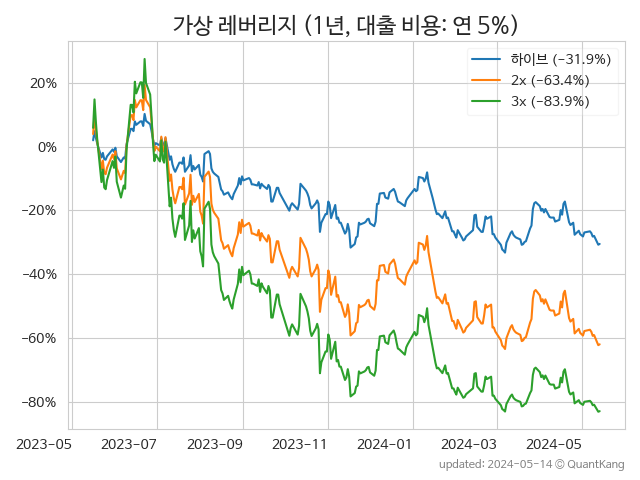 가상 레버리지 (1년, 대출 비용: 연 5%)
하이브 (−31.9%)
2x (−63.4%)
3x (−83.9%)
20%
0%
−20%
−40%
−60%
−80%
2023-05
2023-07
2023-09
2023-11
2024-01
2024-03
2024-05
updated: 2024-05-14 © QuantKang